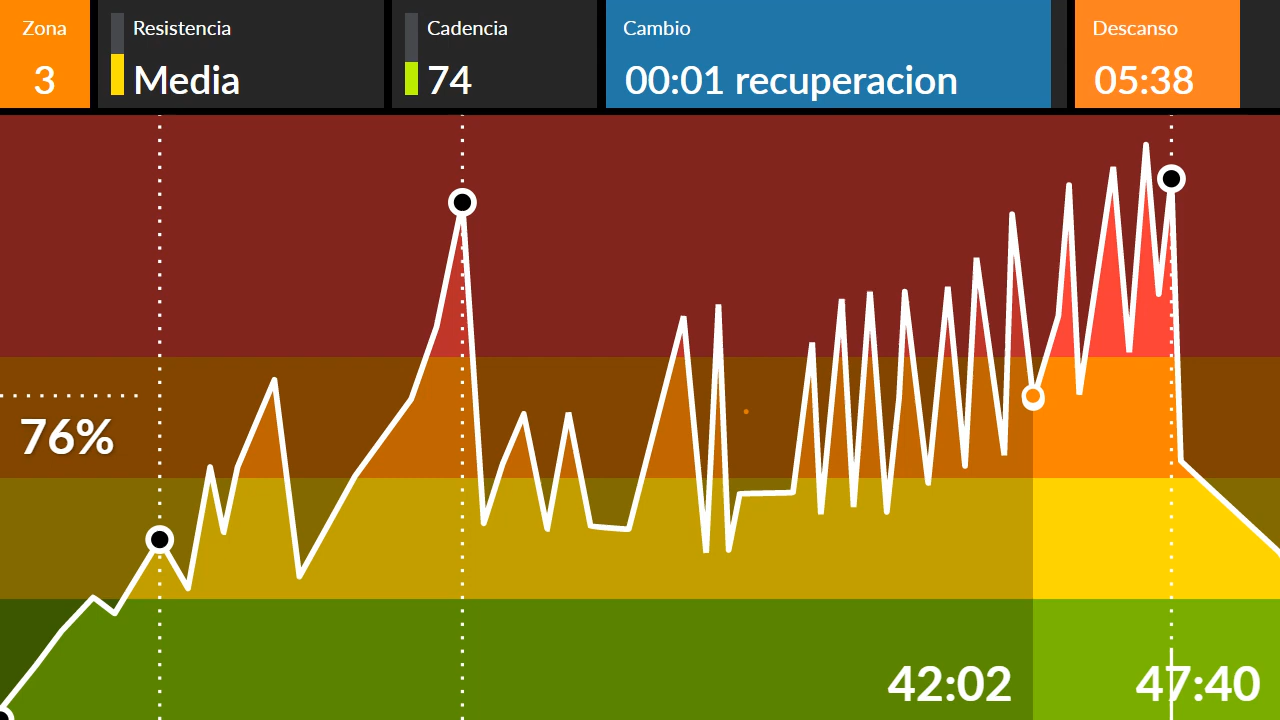 Zona
3
Resistencia
Media
Cadencia
74
Cambio
00:01 recuperacion
Descanso
05:38
76%
42:02
47:40